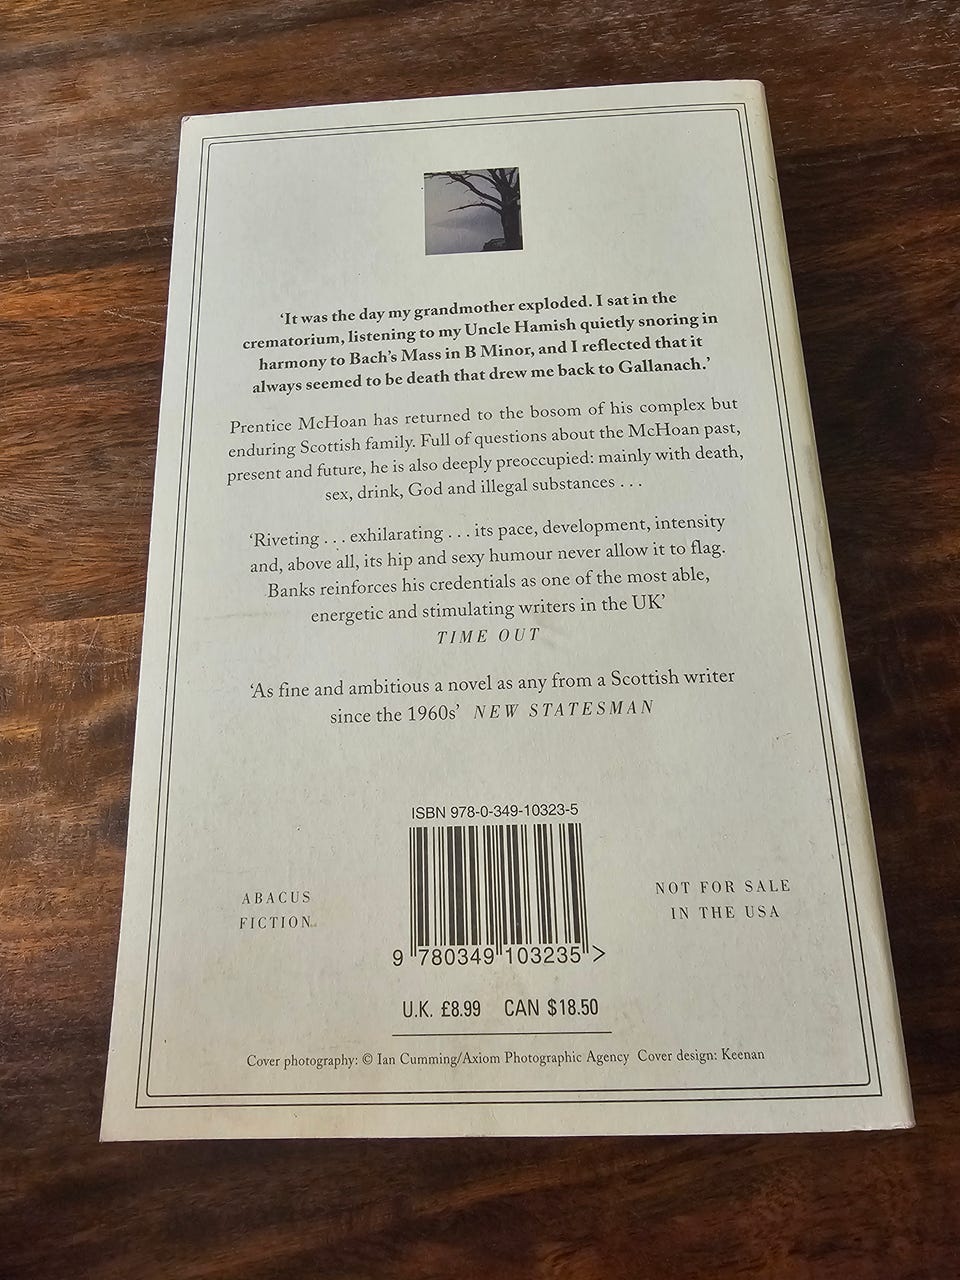 ‘It was the day my grandmother exploded. I sat in the
crematorium, listening to my Uncle Hamish quietly snoring in
harmony to Bach’s Mass in B Minor, and I reflected that it
always seemed to be death that drew me back to Gallanach.’
Prentice McHoan has returned to the bosom of his complex but
enduring Scottish family. Full of questions about the McHoan past,
present and future, he is also deeply preoccupied: mainly with death,
sex, drink, God and illegal substances . . .
‘Riveting . . . exhilarating . . . its pace, development, intensity
and, above all, its hip and sexy humour never allow it to flag.
Banks reinforces his credentials as one of the most able,
energetic and stimulating writers in the UK’
TIME OUT
‘As fine and ambitious a novel as any from a Scottish writer
since the 1960s’ NEW STATESMAN
ISBN 978-0-349-10323-5
ABACUS
FICTION
NOT FOR SALE
IN THE USA
9 780349 103235 >
U.K. £8.99 CAN $18.50
Cover photography: © Ian Cumming/Axiom Photographic Agency Cover design: Keenan